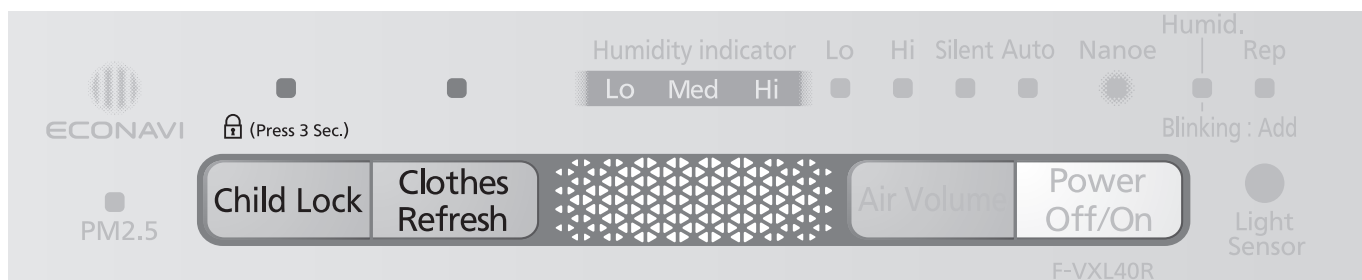 Humid.
Humidity indicator Lo Hi Silent Auto Nanoe Rep
Lo Med Hi
ECONAVI
(Press 3 Sec.)
Blinking : Add
Child Lock
Clothes
Refresh
Air Volume
Power
Off/On
PM2.5
Light
Sensor
F-VXL40R